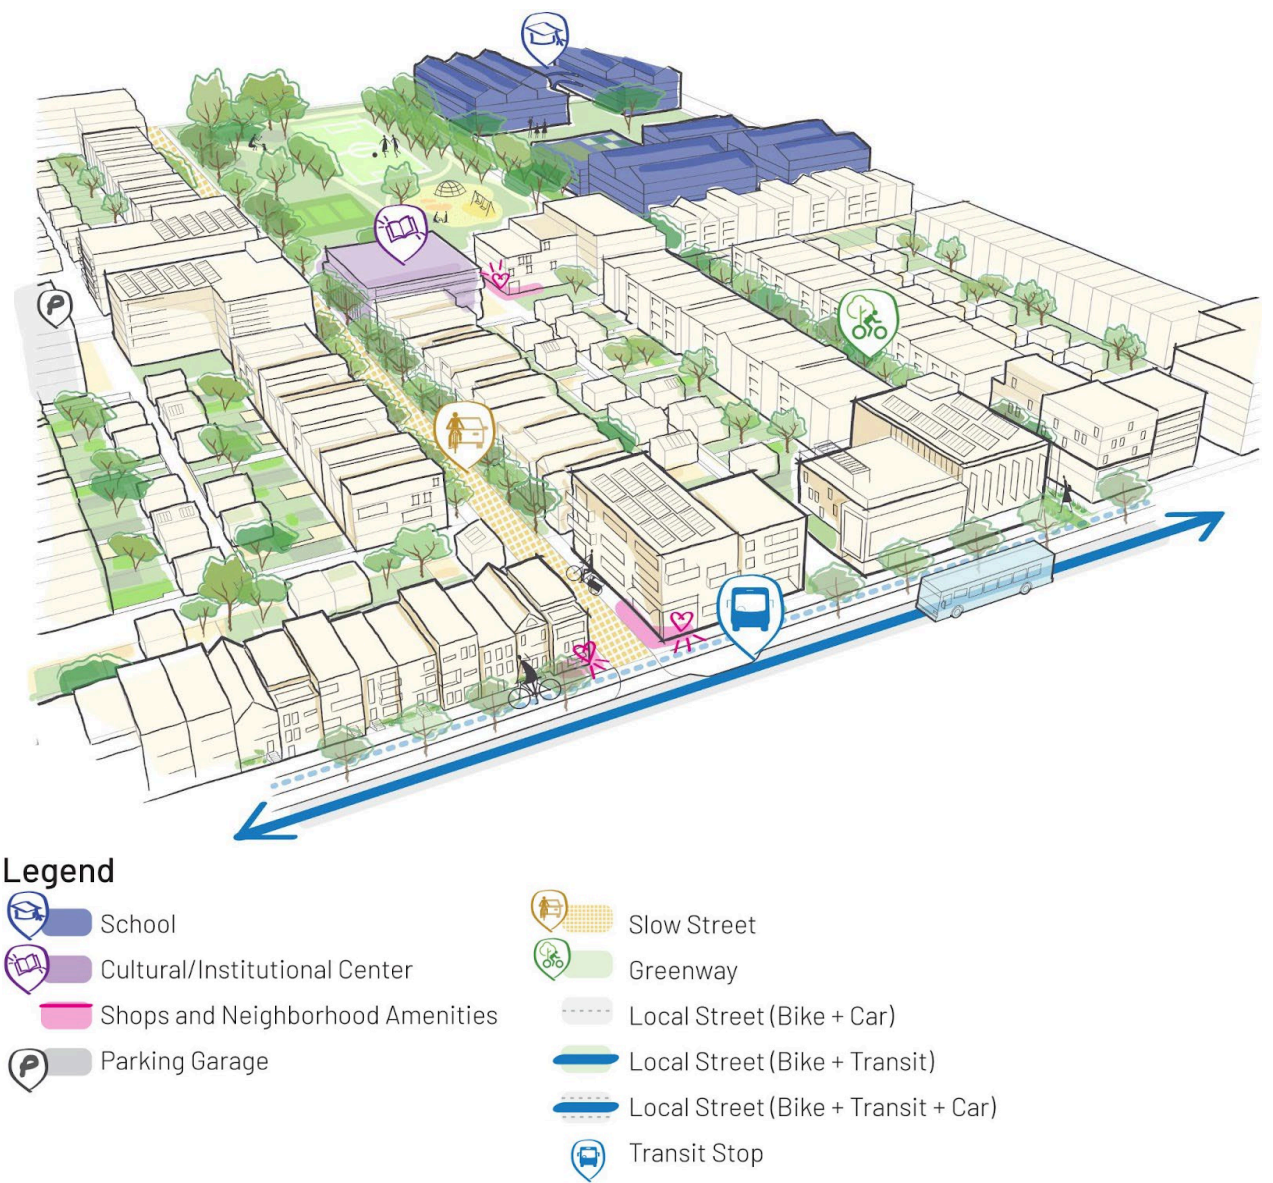 Legend
School
Cultural/Institutional Center
Shops and Neighborhood Amenities
P
Parking Garage
Slow Street
Greenway
Local Street (Bike + Car)
Local Street (Bike + Transit)
Local Street (Bike + Transit + Car)
Transit Stop
P